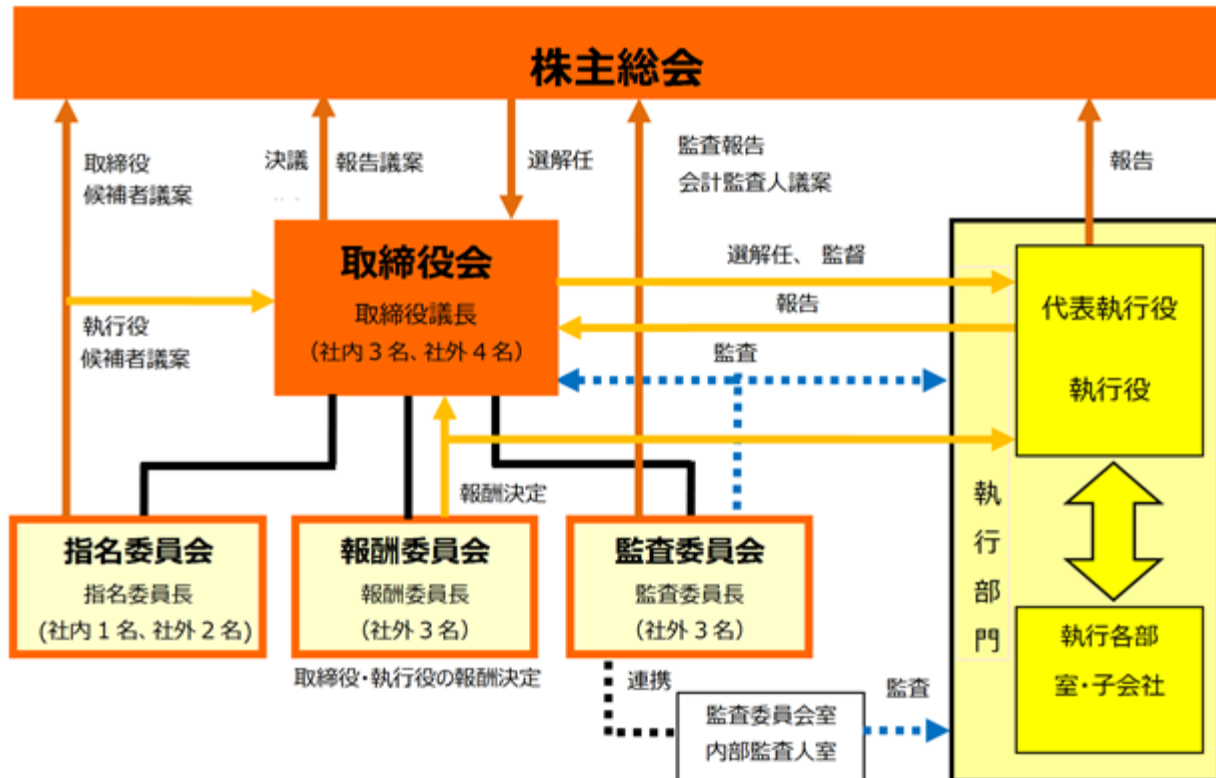 株主総会
取締役
候補者議案
決議
報告議案
選解任
監査報告
会計監査人議案
報告
取締役会
取締役議長
（社内３名、社外４名）
選解任、 監督
報告
監査
代表執行役
執行役
執行役
候補者議案
報酬決定
執行部門
指名委員会
指名委員長
(社内１名、社外２名)
報酬委員会
報酬委員長
（社外３名）
監査委員会
監査委員長
（社外３名）
取締役・執行役の報酬決定
連携
監査委員会室
内部監査人室
監査
執行各部
室・子会社